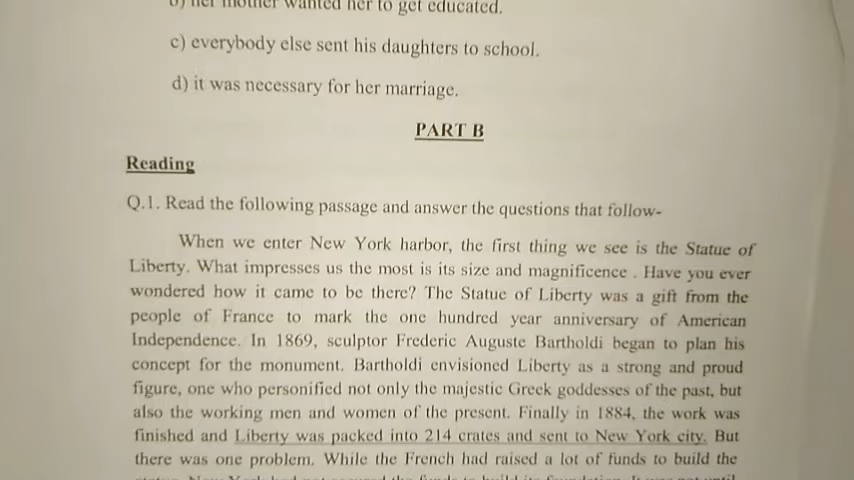 b) her mother wanted her to get educated.
c) everybody else sent his daughters to school.
d) it was necessary for her marriage.
PART B
Reading
Q.1. Read the following passage and answer the questions that follow-
When we enter New York harbor, the first thing we see is the Statue of
Liberty. What impresses us the most is its size and magnificence . Have you ever
wondered how it came to be there? The Statue of Liberty was a gift from the
people of France to mark the one hundred year anniversary of American
Independence. In 1869, sculptor Frederic Auguste Bartholdi began to plan his
concept for the monument. Bartholdi envisioned Liberty as a strong and proud
figure, one who personified not only the majestic Greek goddesses of the past, but
also the working men and women of the present. Finally in 1884, the work was
finished and Liberty was packed into 214 crates and sent to New York city. But
there was one problem. While the French had raised a lot of funds to build the